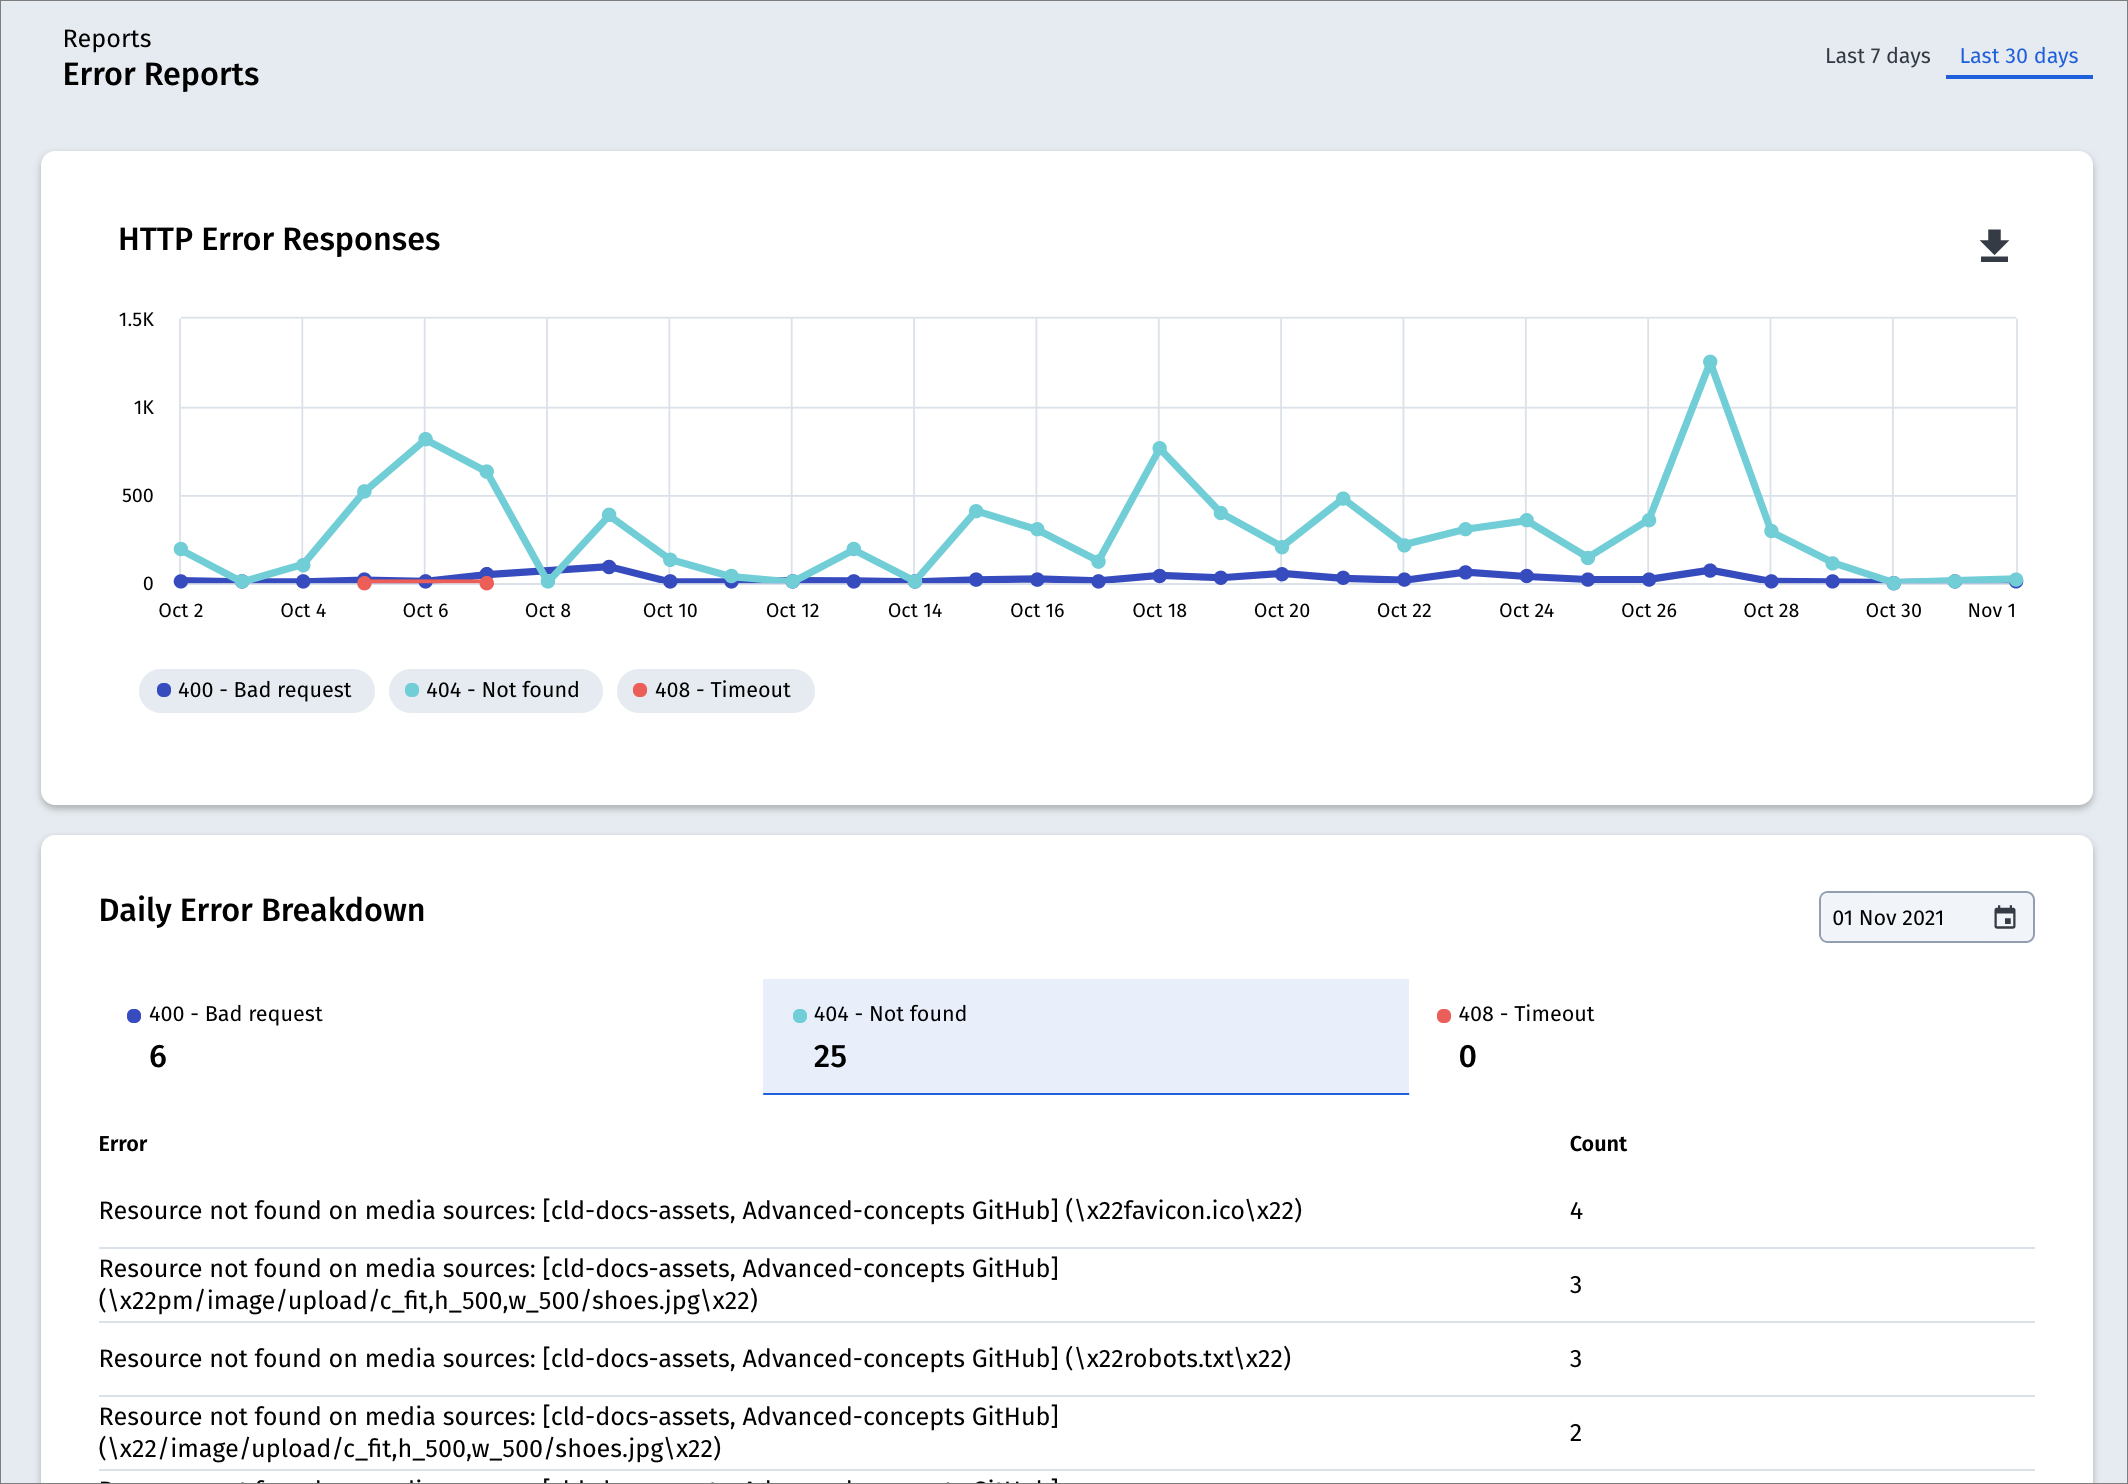 Reports
Error Reports
Last 7 days
Last 30 days
HTTP Error Responses
1.5K
1K
500
0
Oct 2
Oct 4
Oct 6
Oct 8
Oct 10
Oct 12
Oct 14
Oct 16
Oct 18
Oct 20
Oct 22
Oct 24
Oct 26
Oct 28
Oct 30
Nov 1
400 - Bad request
404 - Not found
408 - Timeout
Daily Error Breakdown
01 Nov 2021
400 - Bad request
6
404 - Not found
25
408 - Timeout
0
Error
Count
Resource not found on media sources: [cld-docs-assets, Advanced-concepts GitHub] (\x22favicon.ico\x22)
4
Resource not found on media sources: [cld-docs-assets, Advanced-concepts GitHub]
(\x22pm/image/upload/c_fit,h_500,w_500/shoes.jpg\x22)
3
Resource not found on media sources: [cld-docs-assets, Advanced-concepts GitHub] (\x22robots.txt\x22)
3
Resource not found on media sources: [cld-docs-assets, Advanced-concepts GitHub]
(\x22/image/upload/c_fit,h_500,w_500/shoes.jpg\x22)
2